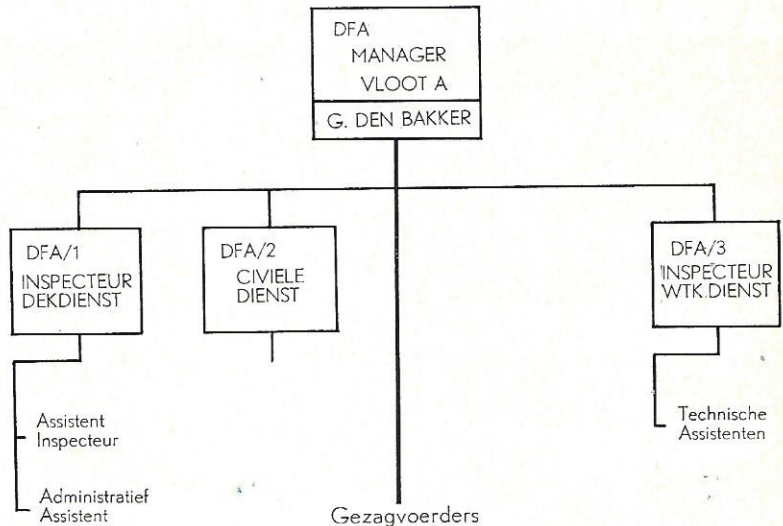 DFA
MANAGER
VLOOT A
G. DEN BAKKER
DFA/1
INSPECTEUR
DEKDIENST
DFA/2
CIVIELE
DIENST
DFA/3
INSPECTEUR
WTK.DIENST
Assistent
Inspecteur
Administratief
Assistent
Technische
Assistenten
Gezagvoerders